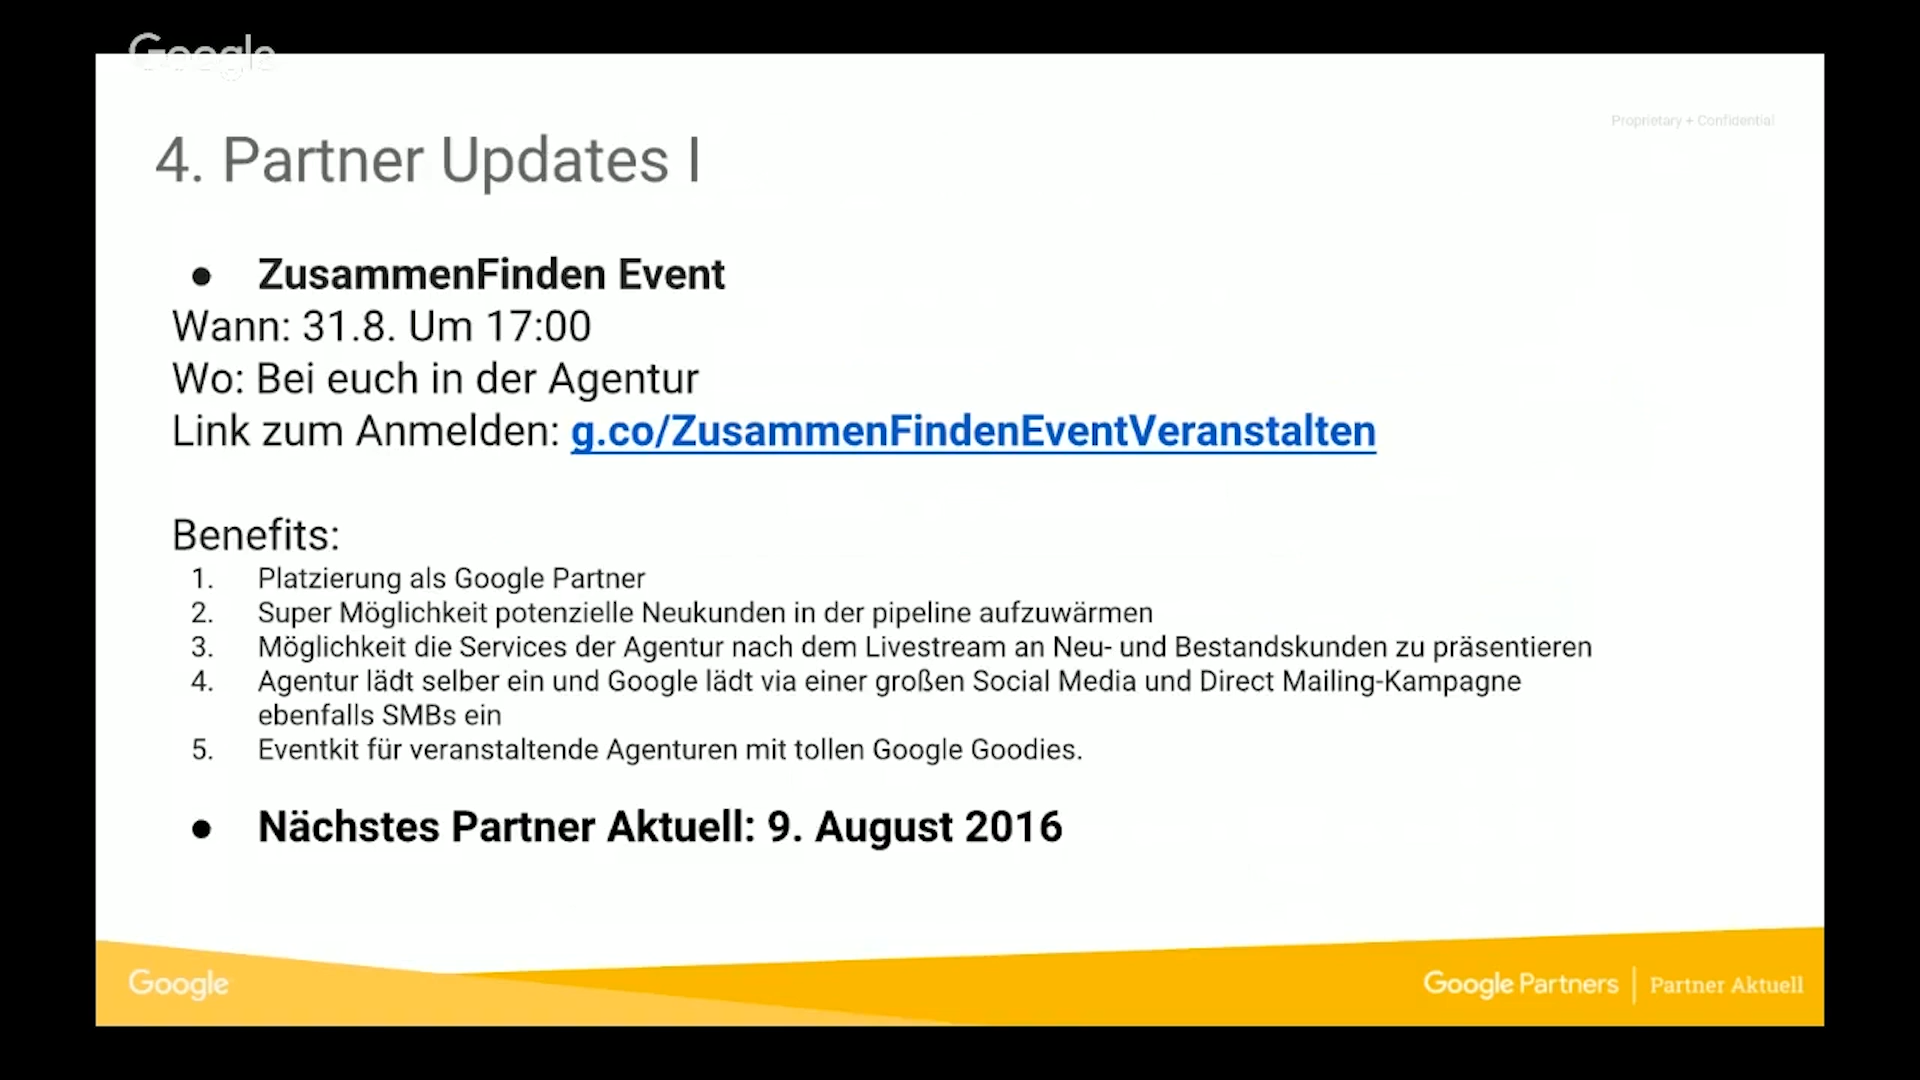 Google
Proprietary + Confidential
4. Partner Updates I
● ZusammenFinden Event
Wann: 31.8. Um 17:00
Wo: Bei euch in der Agentur
Link zum Anmelden: g.co/ZusammenFindenEventVeranstalten
Benefits:
1. Platzierung als Google Partner
2. Super Möglichkeit potenzielle Neukunden in der pipeline aufzuwärmen
3. Möglichkeit die Services der Agentur nach dem Livestream an Neu- und Bestandskunden zu präsentieren
4. Agentur lädt selber ein und Google lädt via einer großen Social Media und Direct Mailing-Kampagne
ebenfalls SMBs ein
5. Eventkit für veranstaltende Agenturen mit tollen Google Goodies.
● Nächstes Partner Aktuell: 9. August 2016
Google
Google Partners | Partner Aktuell